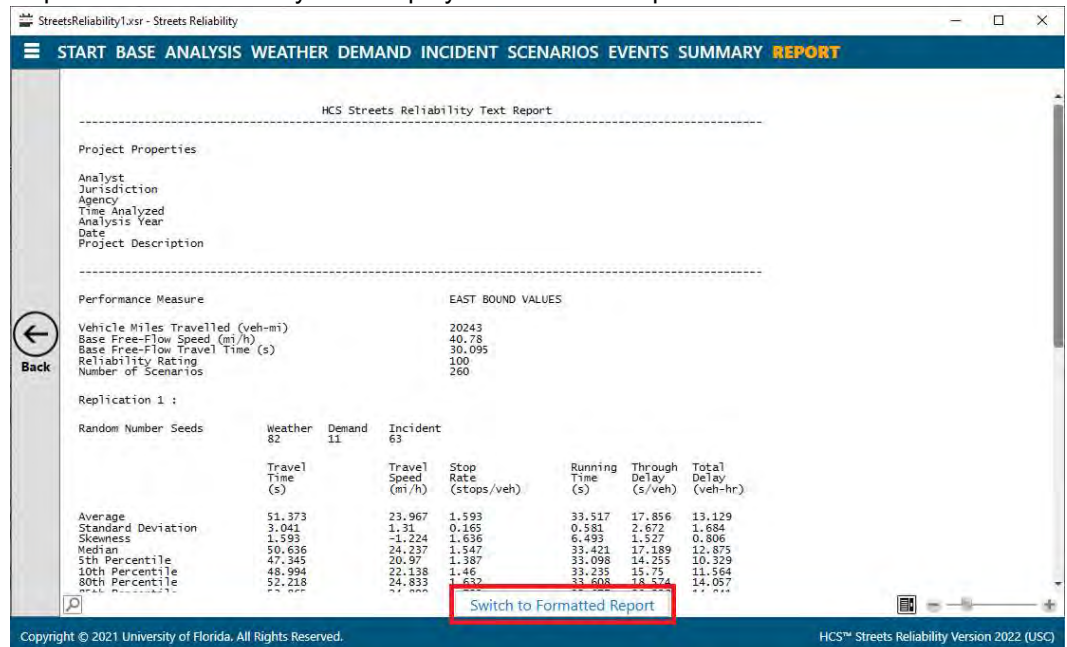 StreetsReliability1.xsr - Streets Reliability
START BASE ANALYSIS WEATHER DEMAND INCIDENT SCENARIOS EVENTS SUMMARY REPORT
HCS Streets Reliability Text Report
Project Properties
Analyst
Jurisdiction
Agency
Time Analyzed
Analysis Year
Date
Project Description
Performance Measure EAST BOUND VALUES
Vehicle Miles Travelled (veh-mi) 20243
Base Free-Flow Speed (mi/h) 40.78
Base Free-Flow Travel Time (s) 30.095
Reliability Rating 100
Number of Scenarios 260
Back
Replication 1 :
Random Number Seeds Weather Demand Incident
82 11 63
Travel Travel Stop Running Through Total
Time Speed Rate Time Delay Delay
(s) (mi/h) (stops/veh) (s) (s/veh) (veh-hr)
Average 51.373 23.967 1.593 33.517 17.856 13.129
Standard Deviation 3.041 1.31 0.165 0.581 2.672 1.684
Skewness 1.593 -1.224 1.636 6.493 1.527 0.806
Median 50.636 24.237 1.547 33.421 17.189 12.875
5th Percentile 47.345 20.97 1.387 33.098 14.255 10.329
10th Percentile 48.994 22.138 1.46 33.235 15.75 11.564
80th Percentile 52.218 24.833 1.632 33.608 18.574 14.057
Switch to Formatted Report
Copyright © 2021 University of Florida. All Rights Reserved. HCS™ Streets Reliability Version 2022 (USC)